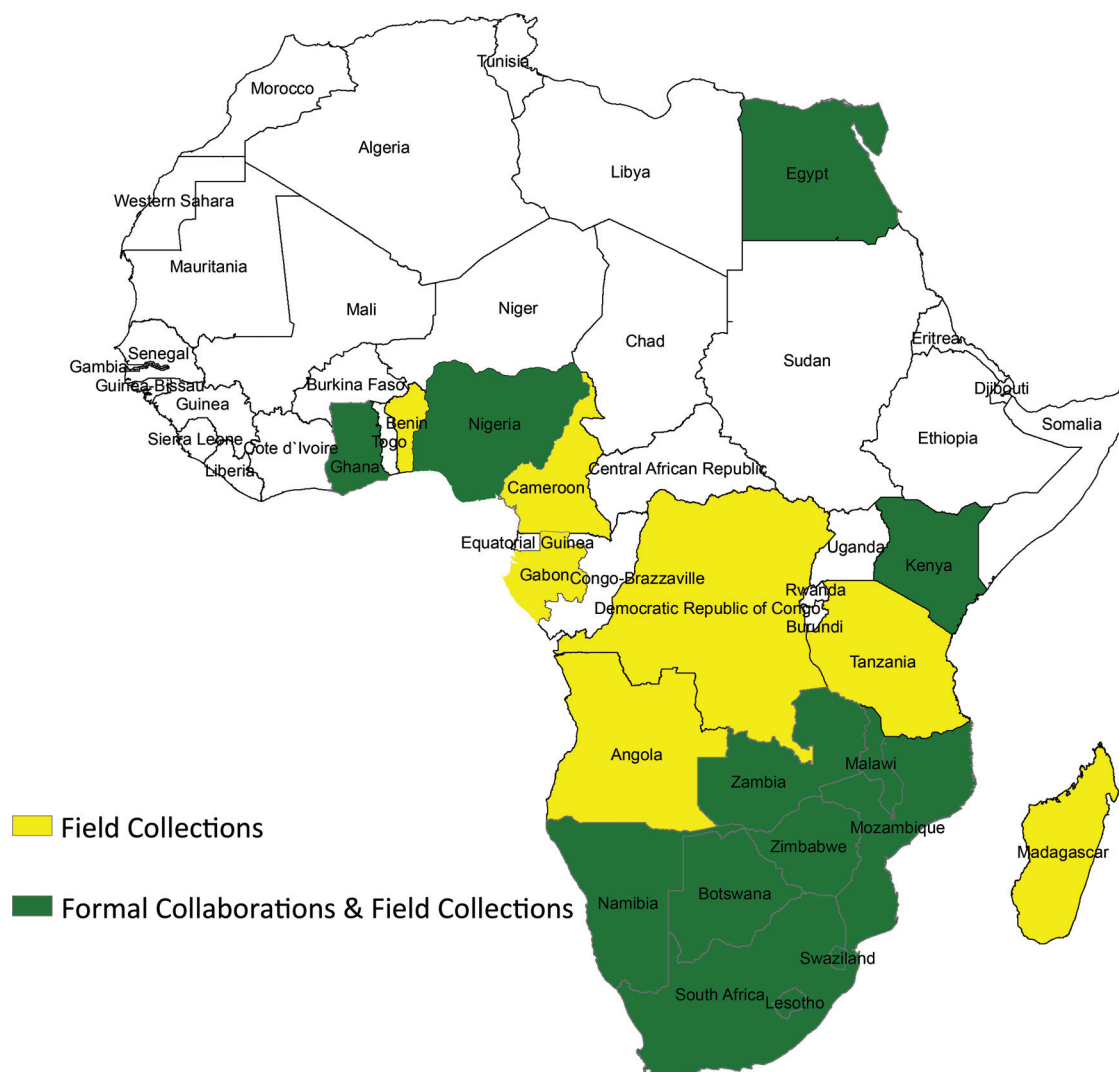 Tunisia
Morocco
Algeria
Libya
Egypt
Western Sahara
Mauritania
Mali
Niger
Chad
Sudan
Eritrea
Senegal
Gambia
Guinea-Bissau
Guinea
Burkina Faso
Djibouti
Somalia
Benin
Nigeria
Ethiopia
Sierra Leone
Cote d`Ivoire
Togo
Ghana
Liberia
Central African Republic
Cameroon
Equatorial Guinea
Uganda
Kenya
Gabon
Congo-Brazzaville
Rwanda
Democratic Republic of Congo
Burundi
Tanzania
Angola
Malawi
Zambia
Mozambique
Field Collections
Zimbabwe
Madagascar
Botswana
Namibia
Formal Collaborations & Field Collections
Swaziland
South Africa
Lesotho